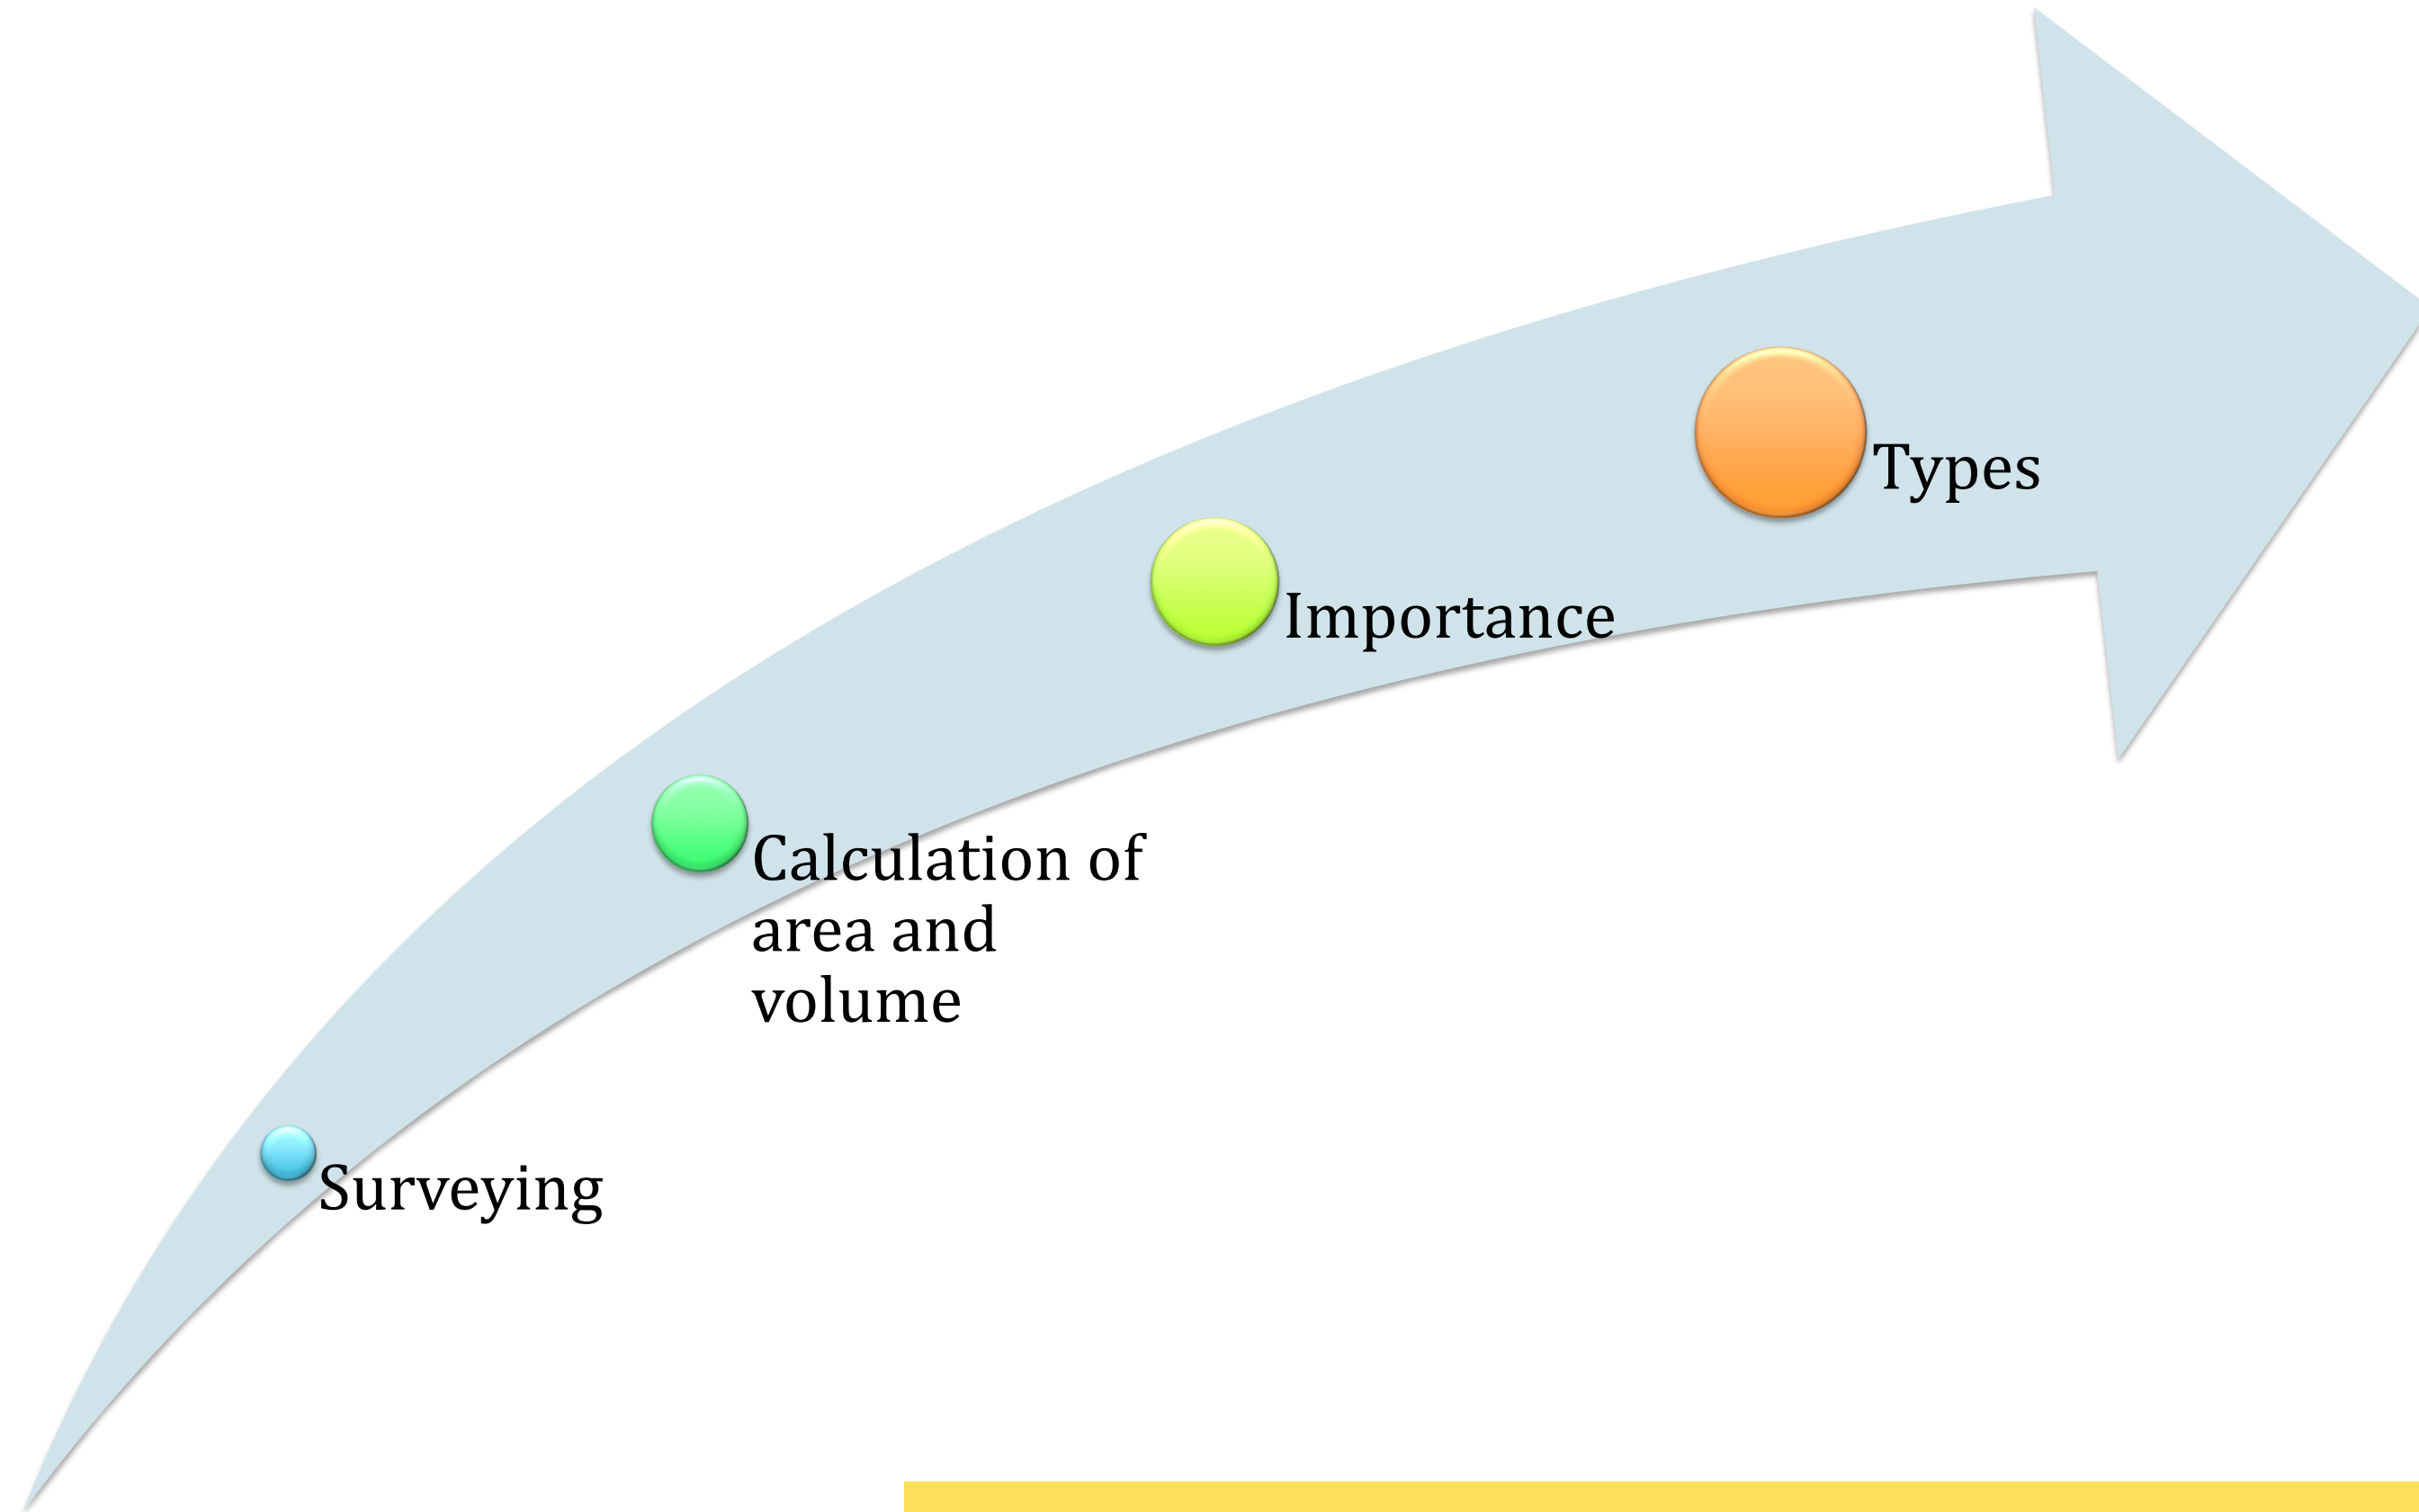 Types
Importance
Calculation of
area and
volume
Surveying